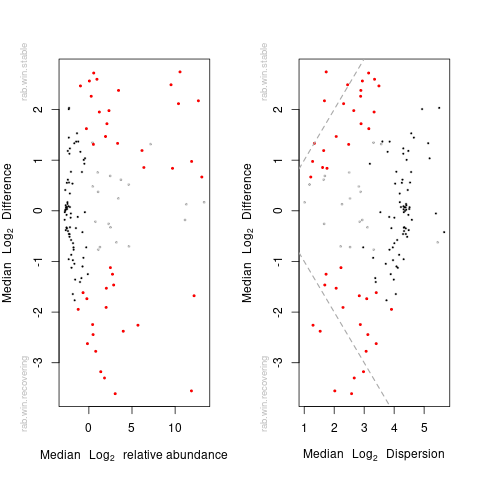 rab.win.stable
rab.win.recovering
Median Log2 Difference
2
1
0
-1
-2
-3
0
5
10
Median Log2 relative abundance
rab.win.stable
rab.win.recovering
Median Log2 Difference
2
1
0
-1
-2
-3
1
2
3
4
5
Median Log2 Dispersion